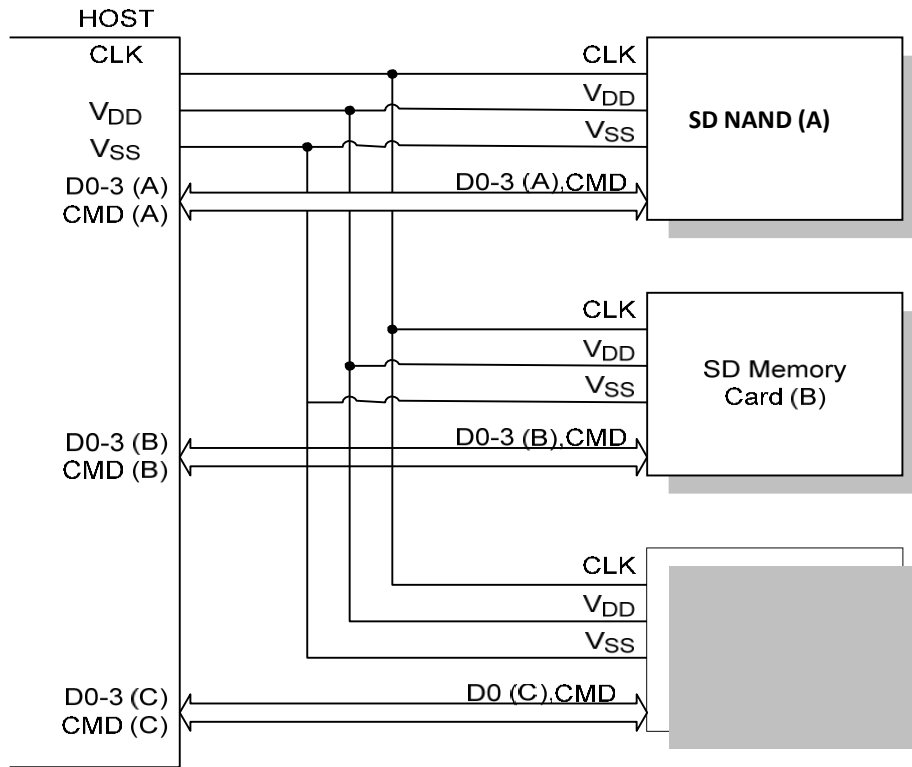 HOST
CLK
CLK
VDD
VDD
VSS
VSS
SD NAND (A)
D0-3 (A)
CMD (A)
D0-3 (A),CMD
CLK
VDD
VSS
SD Memory
Card (B)
D0-3 (B)
CMD (B)
D0-3 (B),CMD
CLK
VDD
VSS
D0-3 (C)
CMD (C)
D0 (C),CMD